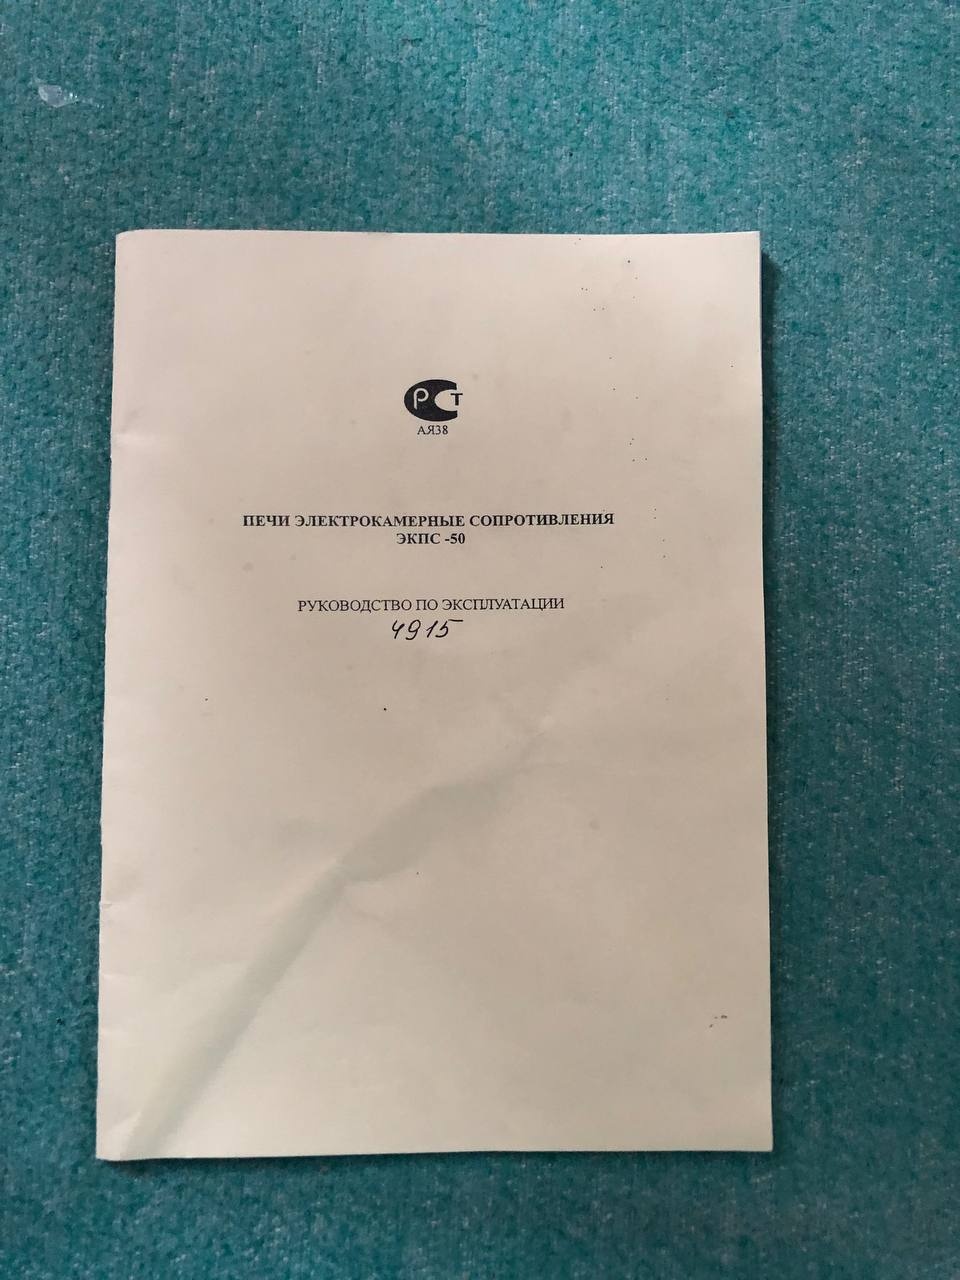 РСТ
АЯ38
ПЕЧИ ЭЛЕКТРОКАМЕРНЫЕ СОПРОТИВЛЕНИЯ
ЭКПС -50
РУКОВОДСТВО ПО ЭКСПЛУАТАЦИИ
4915